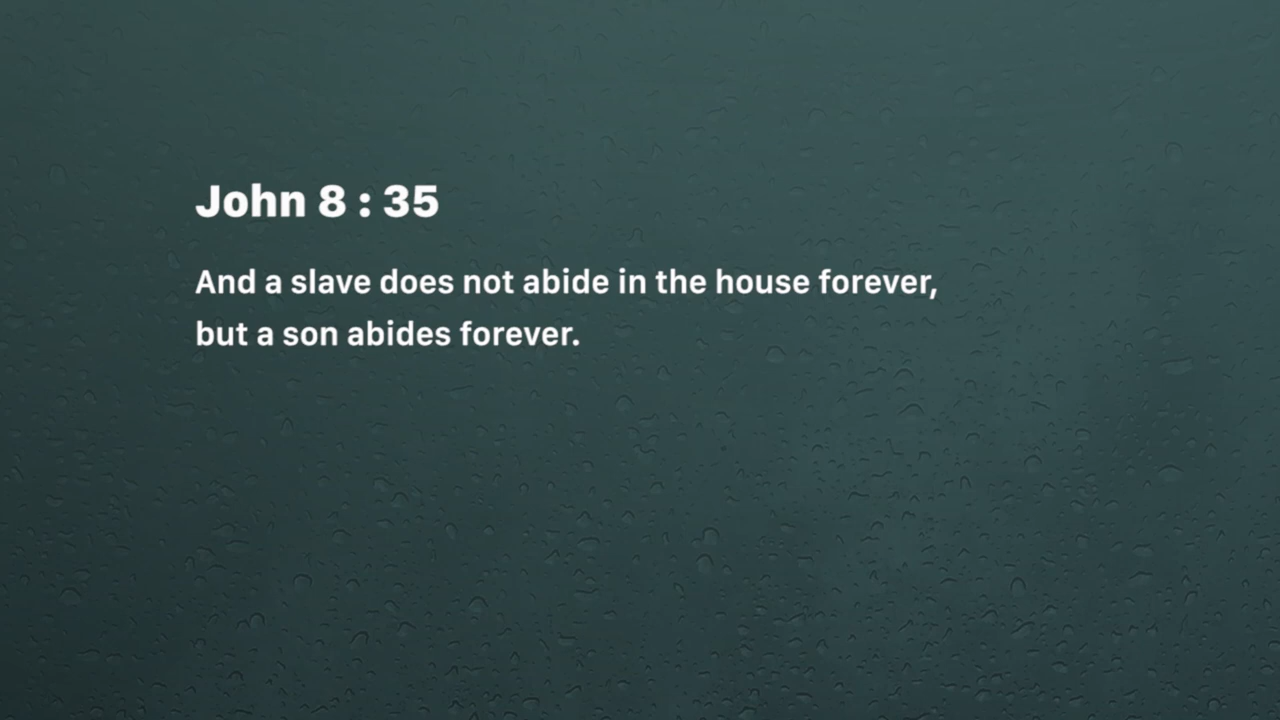 John 8 : 35
And a slave does not abide in the house forever,
but a son abides forever.